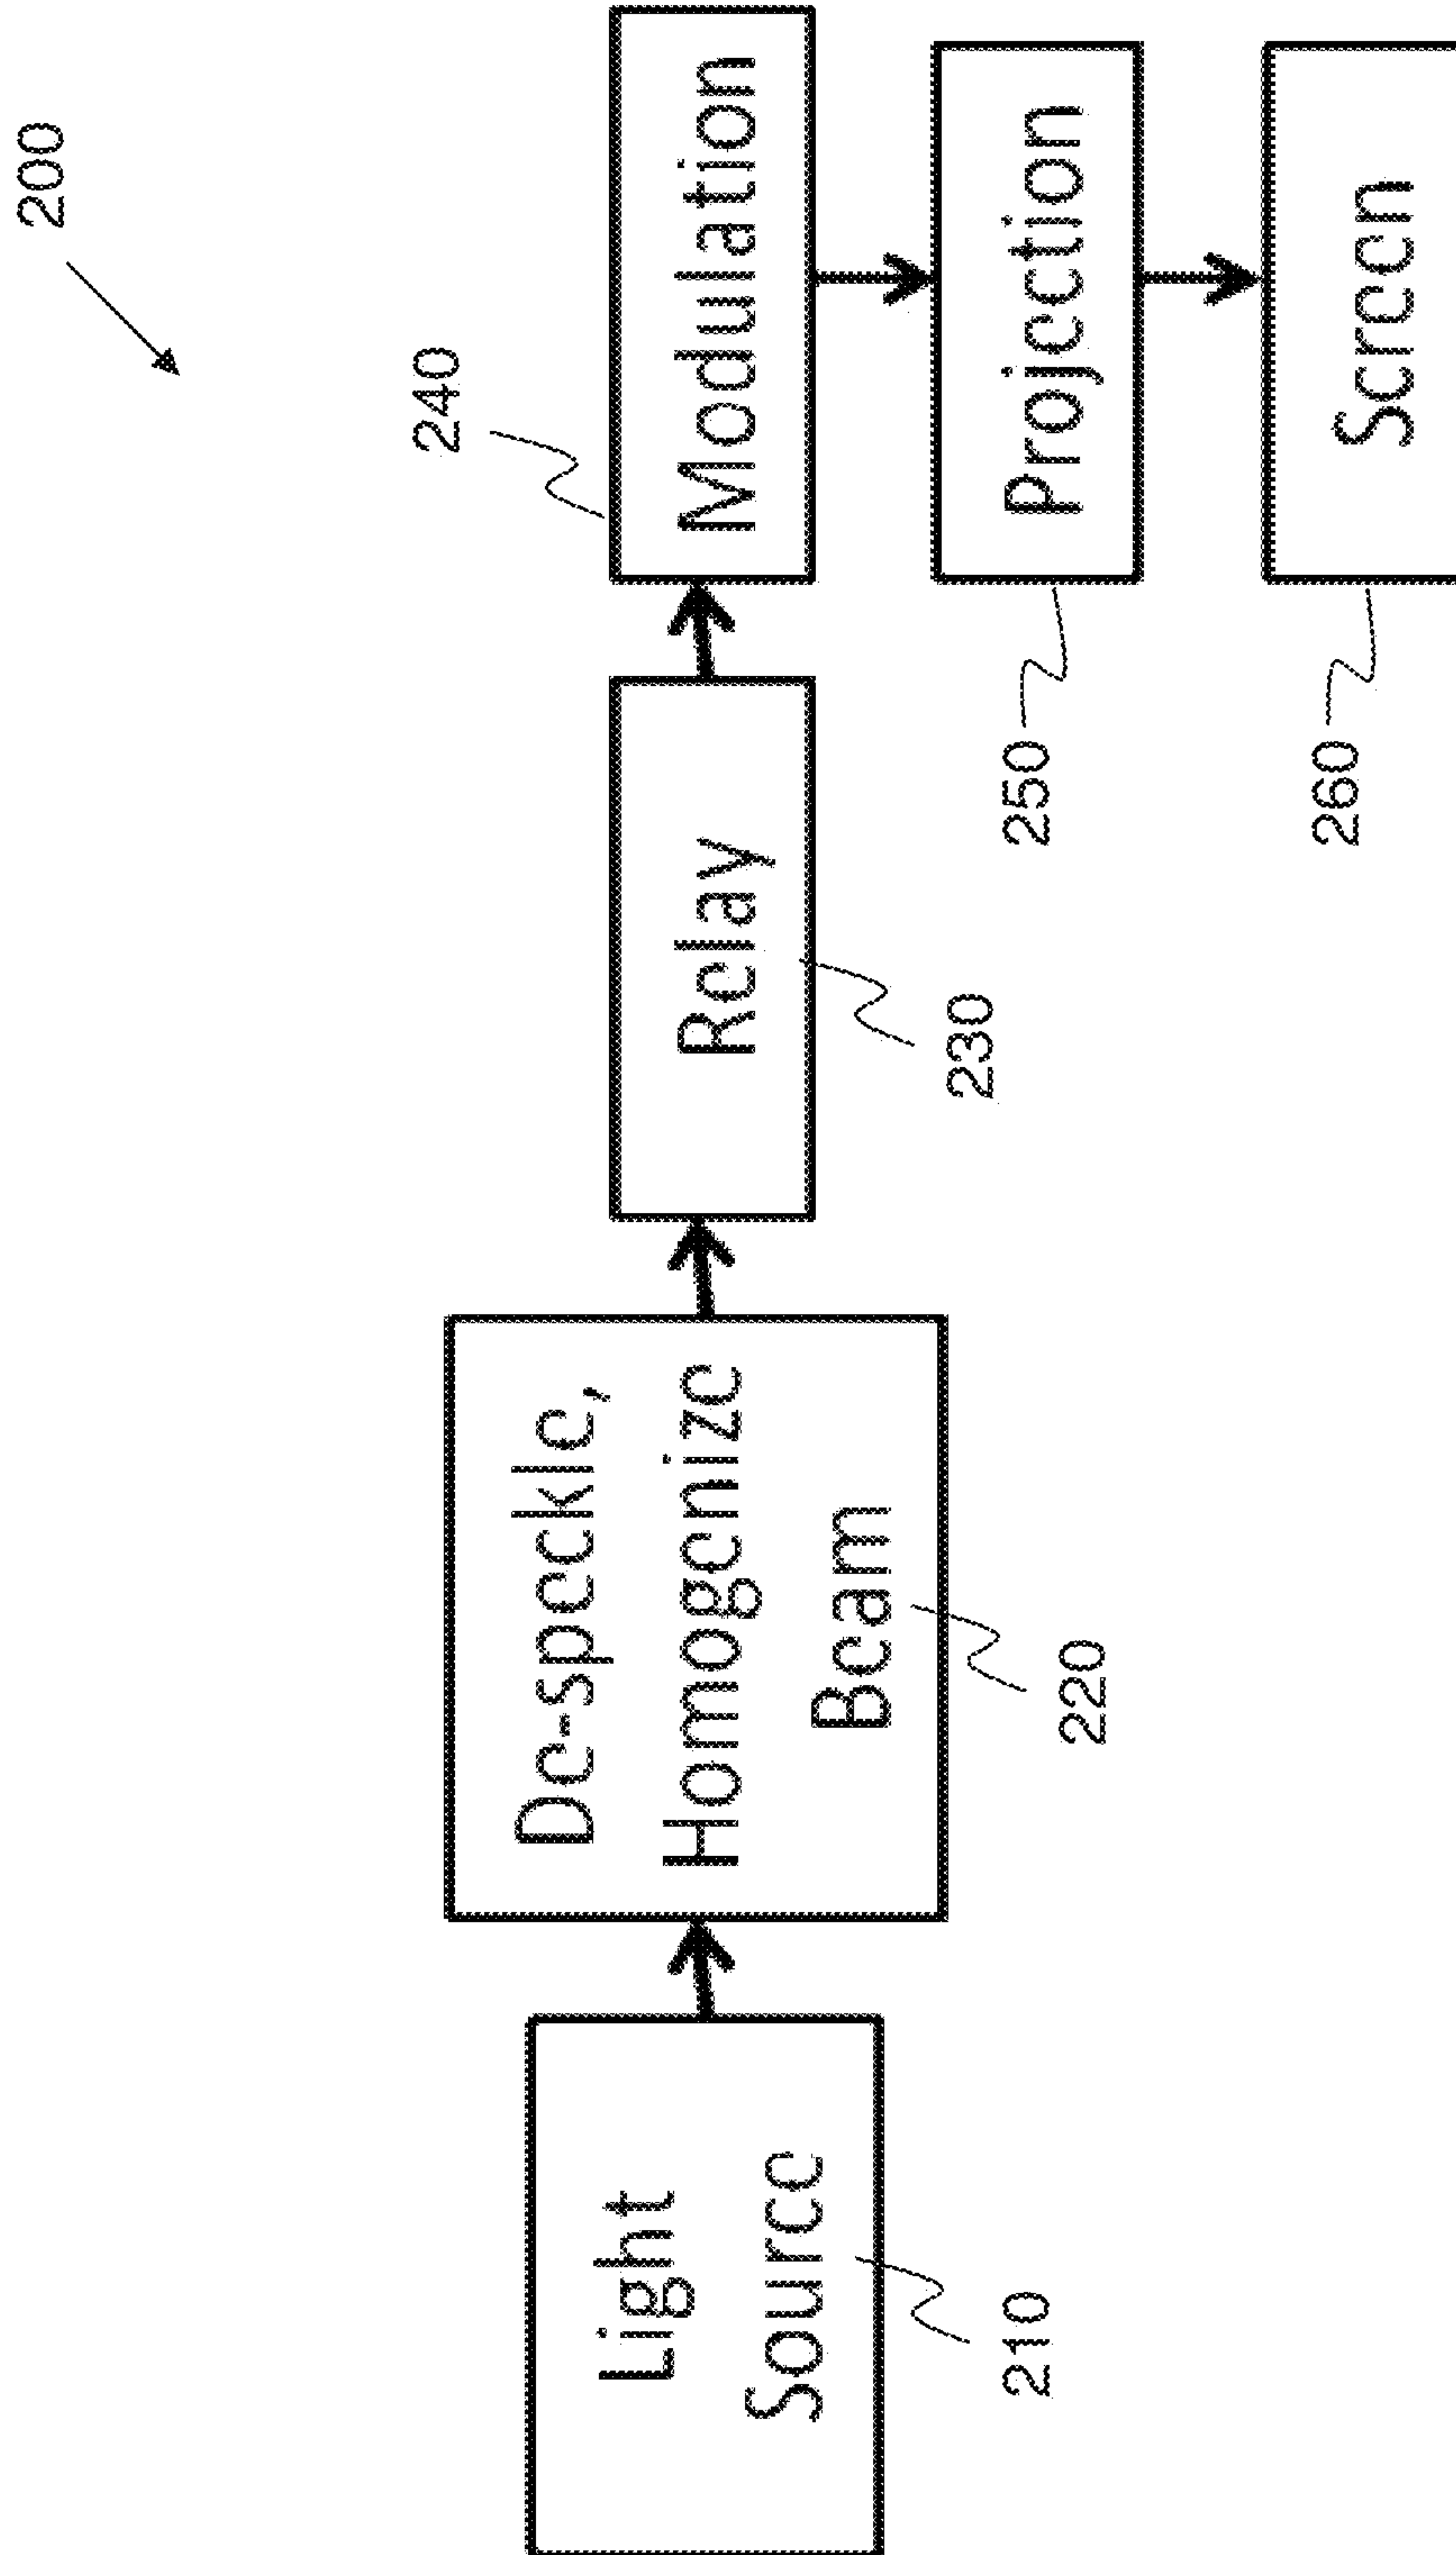 200
240
Light
Source
De-speckle,
Homogenize
Beam
Relay
Modulation
210
220
230
Projection
250
Screen
260